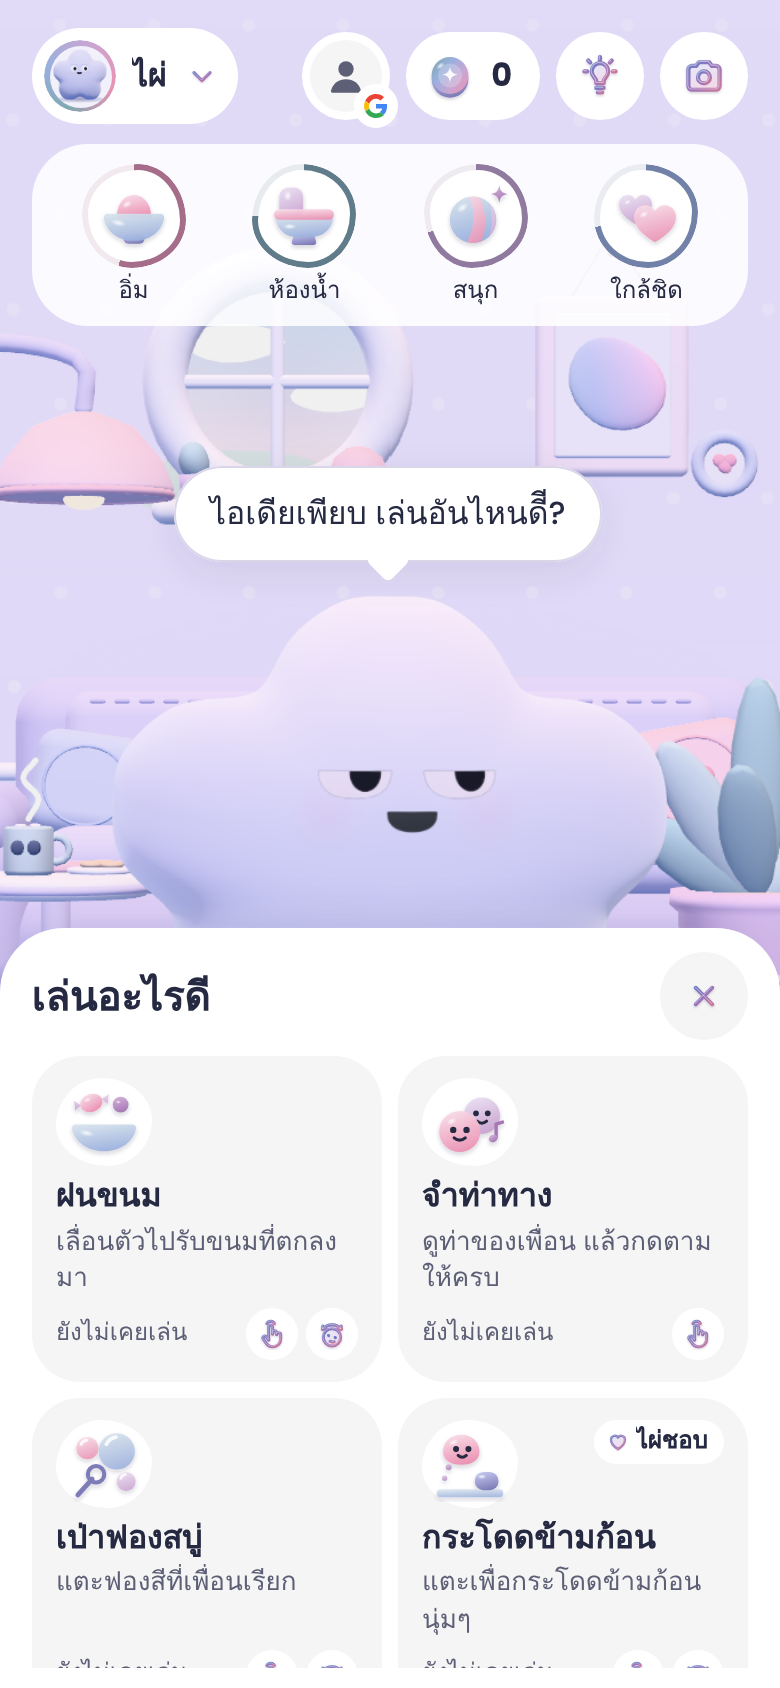 ไผ่
0
อิ่ม
ห้องน้ำ
สนุก
ใกล้ชิด
ไอเดียเพียบ เล่นอันไหนดี?
เล่นอะไรดี
ฝนขนม
เลื่อนตัวไปรับขนมที่ตกลง
มา
ยังไม่เคยเล่น
จำท่าทาง
ดูท่าของเพื่อน แล้วกดตาม
ให้ครบ
ยังไม่เคยเล่น
เป่าฟองสบู่
แตะฟองสีที่เพื่อนเรียก
ไผ่ชอบ
กระโดดข้ามก้อน
แตะเพื่อกระโดดข้ามก้อน
นุ่มๆ